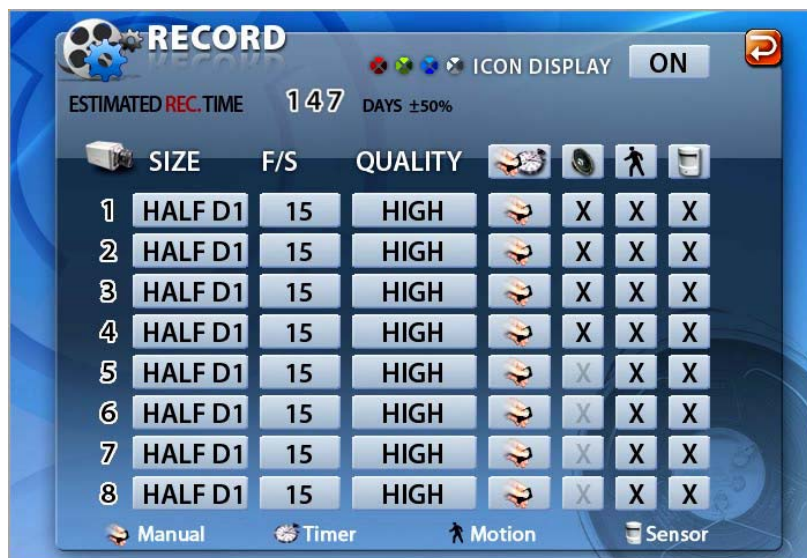 RECORD
ICON DISPLAY ON
ESTIMATED REC. TIME 147 DAYS ±50%
SIZE F/S QUALITY
1 HALF D1 15 HIGH X X X
2 HALF D1 15 HIGH X X X
3 HALF D1 15 HIGH X X X
4 HALF D1 15 HIGH X X X
5 HALF D1 15 HIGH X X X
6 HALF D1 15 HIGH X X X
7 HALF D1 15 HIGH X X X
8 HALF D1 15 HIGH X X X
Manual Timer Motion Sensor